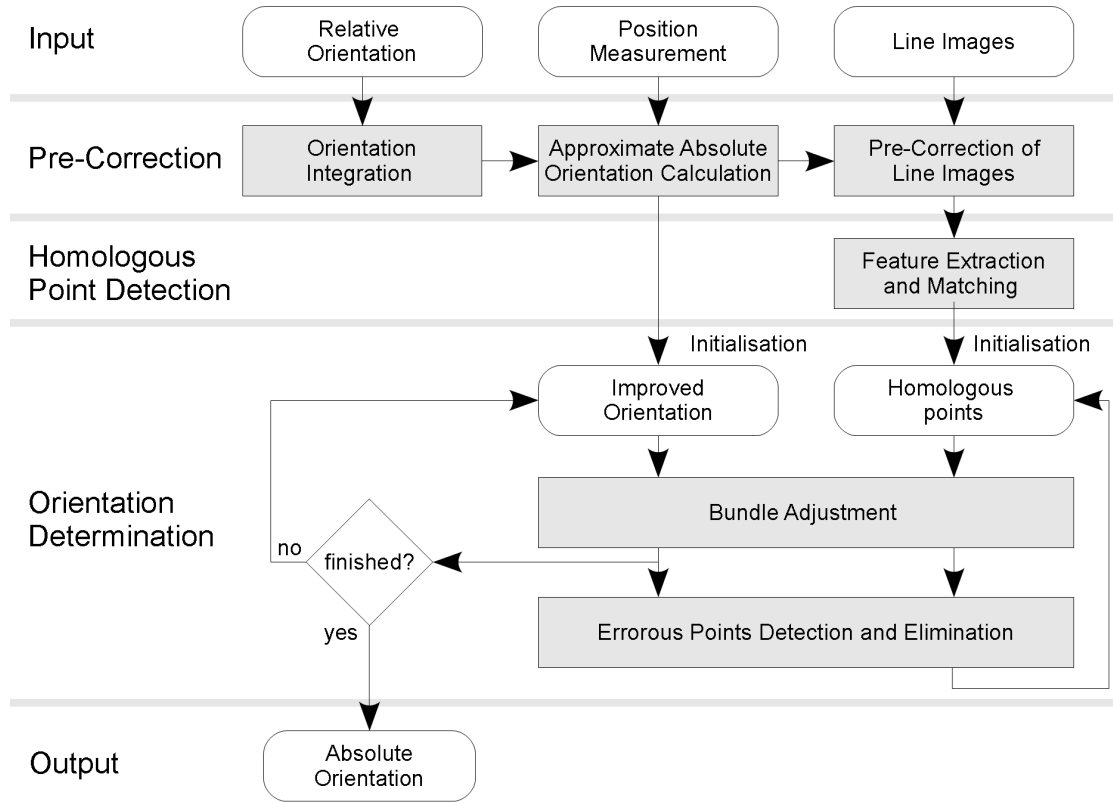 Input
Relative
Orientation
Position
Measurement
Line Images
Pre-Correction
Orientation
Integration
Approximate Absolute
Orientation Calculation
Pre-Correction of
Line Images
Homologous
Point Detection
Feature Extraction
and Matching
Initialisation
Initialisation
Improved
Orientation
Homologous
points
Orientation
Determination
Bundle Adjustment
no
finished?
yes
Errorous Points Detection and Elimination
Output
Absolute
Orientation